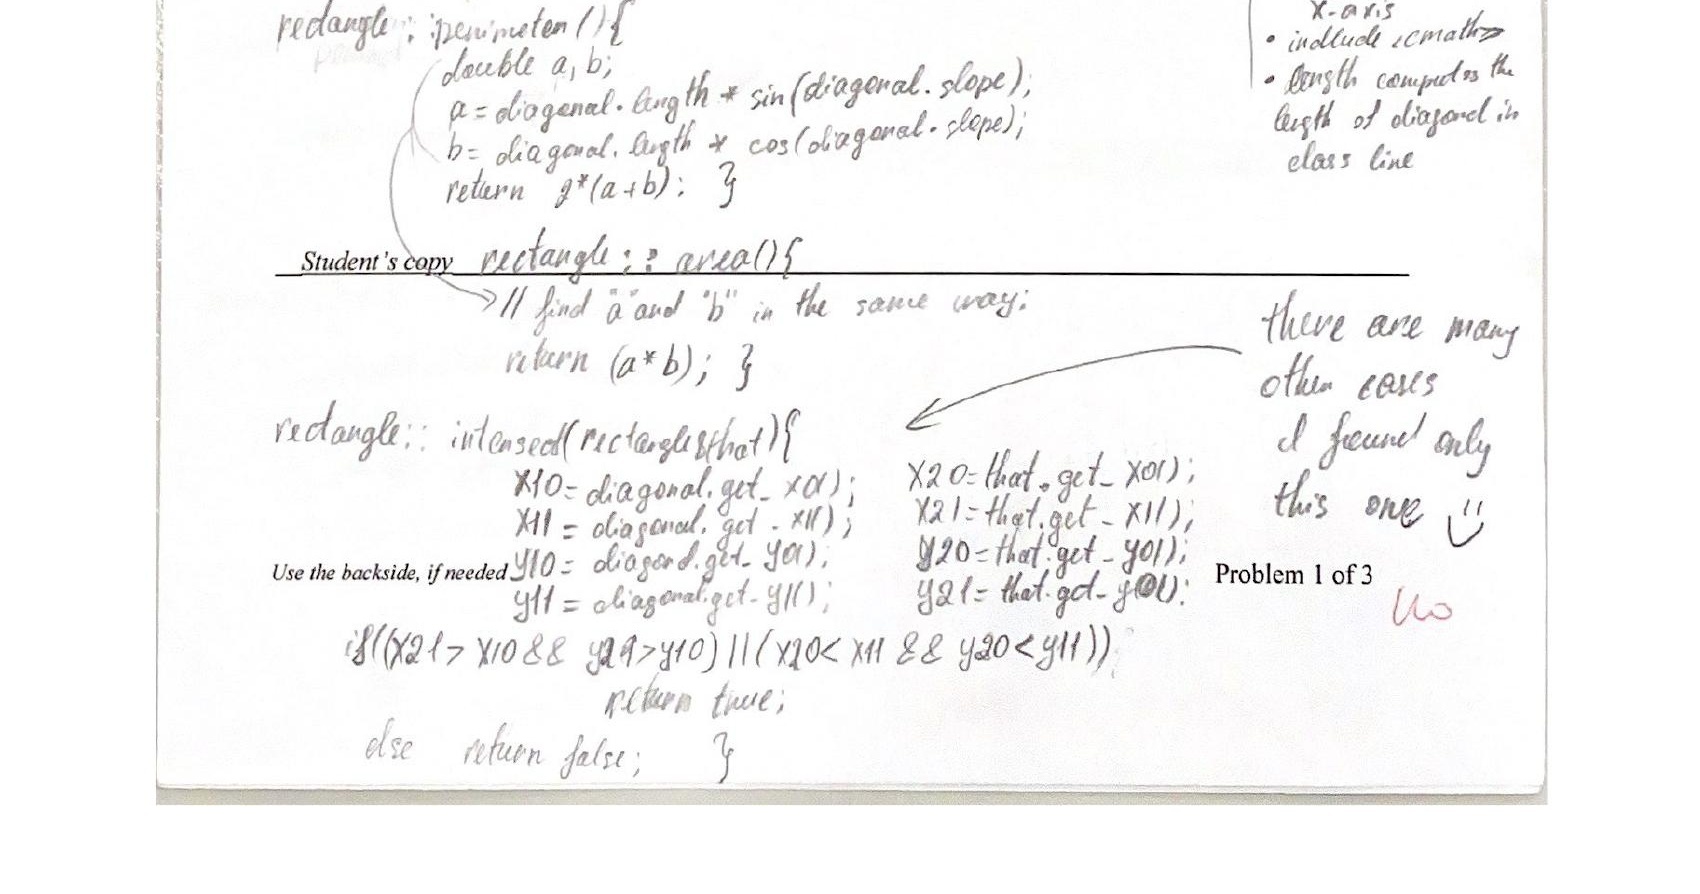 rectangle:: perimeter(){
double a, b;
a = diagonal.length * sin(diagonal.slope);
b = diagonal.length * cos(diagonal.slope);
return 2*(a+b); }
x-axis
• indlude <cmath>
• length computes the
length of diagonal in
class line
Student's copy rectangle:: area(){
// find "a" and "b" in the same way:
return (a*b); }
there are many
other cases
I found only
this one
rectangle:: intersect(rectangle&that){
x10= diagonal.get_x0(); x20=that.get_x0();
x11 = diagonal.get_x1(); x21=that.get_x1();
Use the backside, if needed y10 = diagonal.get_y0(); y20=that.get_y0(); Problem 1 of 3
y11 = diagonal.get_y1(); y21= that.get_y1();
No
if((x21> x10 && y21>y10) || (x20< x11 && y20<y11))
return true;
else return false; }